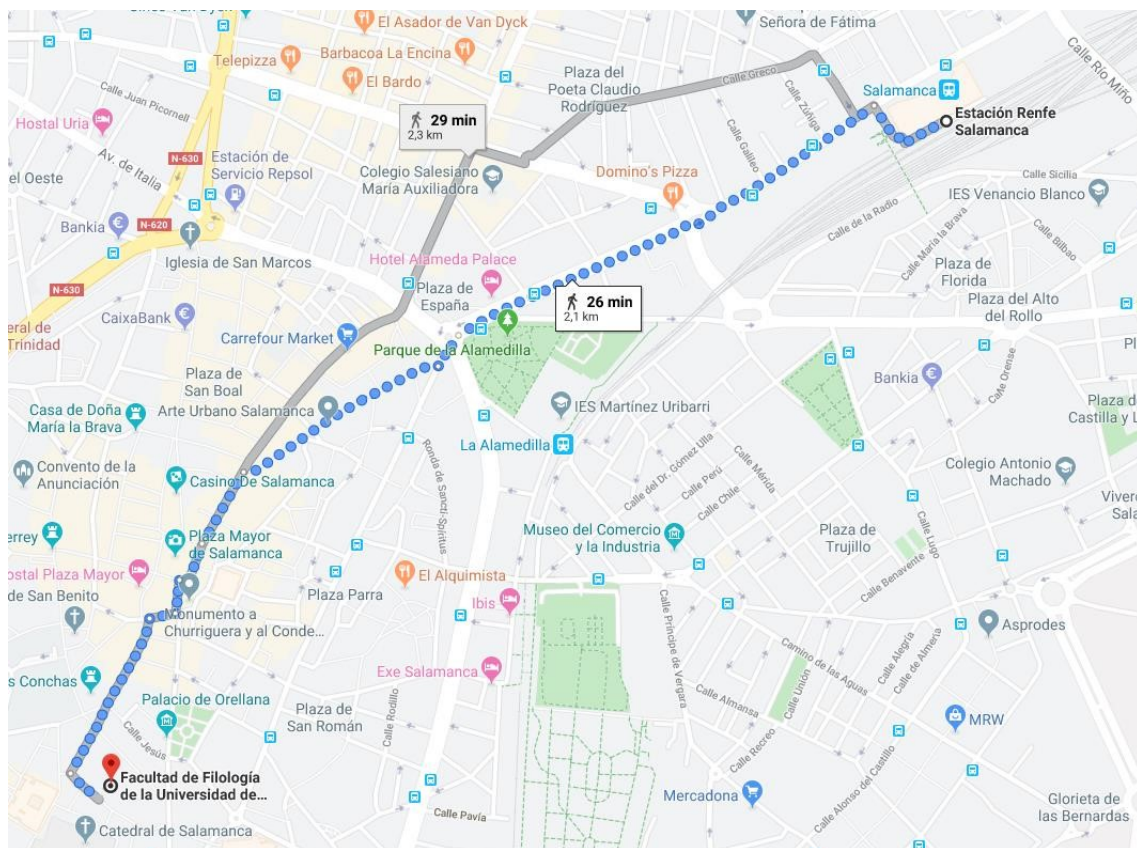 El Asador de Van Dyck
Señora de Fátima
Barbacoa La Encina
Telepizza
El Bardo
Plaza del
Poeta Claudio
Rodríguez
Calle Greco
Calle Río Miño
Calle Juan Picornell
Calle Zúñiga
Salamanca
Estación Renfe
Salamanca
Hostal Uria
29 min
2,3 km
N-630
Av. de Italia
Estación de
Servicio Repsol
Colegio Salesiano
María Auxiliadora
Calle Galileo
Domino's Pizza
Calle Sicilia
IES Venancio Blanco
el Oeste
Bankia
N-620
Iglesia de San Marcos
Calle de la Radio
Calle María la Brava
Calle Bilbao
Hotel Alameda Palace
Plaza de
Florida
N-630
Plaza de
España
26 min
2,1 km
Plaza del Alto
del Rollo
CaixaBank
eral de
Trinidad
Carrefour Market
Parque de la Alamedilla
Plaza de
San Boal
Bankia
Calle Orense
Casa de Doña
María la Brava
Arte Urbano Salamanca
IES Martínez Uribarri
Plaza d
Castilla y L
La Alamedilla
Ronda de Sancti-Spíritus
Calle del Dr. Gómez Ulla
Calle Perú
Calle Mérida
Calle Chile
Convento de la
Anunciación
Casino De Salamanca
Colegio Antonio
Machado
Viver
Sala
Calle Lugo
errey
Plaza Mayor
de Salamanca
Museo del Comercio
y la Industria
Plaza de
Trujillo
ostal Plaza Mayor
de San Benito
El Alquimista
Calle Benavente
Plaza Parra
Ibis
Monumento a
Churriguera y al Conde...
Calle Príncipe de Vergara
Asprodes
Camino de las Aguas
Calle Alegría
Calle de Almería
s Conchas
Exe Salamanca
Palacio de Orellana
Plaza de
San Román
Calle Rodillo
Calle Almansa
Calle Unión
MRW
Calle Jesús
Calle Recreo
Facultad de Filología
de la Universidad de...
Mercadona
Calle Alonso del Castillo
Glorieta de
las Bernardas
Calle Pavía
Catedral de Salamanca